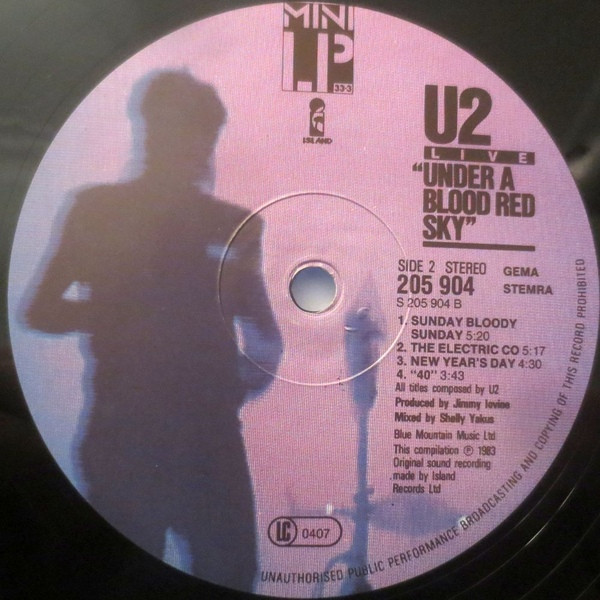 MINI
LP
33·3
ISLAND
U2
LIVE
“UNDER A
BLOOD RED
SKY”
SIDE 2 STEREO GEMA
205 904 STEMRA
S 205 904 B
1. SUNDAY BLOODY
SUNDAY 5:20
2. THE ELECTRIC CO 5:17
3. NEW YEAR'S DAY 4:30
4. "40" 3:43
All titles composed by U2
Produced by Jimmy Iovine
Mixed by Shelly Yakus
Blue Mountain Music Ltd
This compilation ℗ 1983
Original sound recording
made by Island
Records Ltd
LC 0407
UNAUTHORISED PUBLIC PERFORMANCE BROADCASTING AND COPYING OF THIS RECORD PROHIBITED